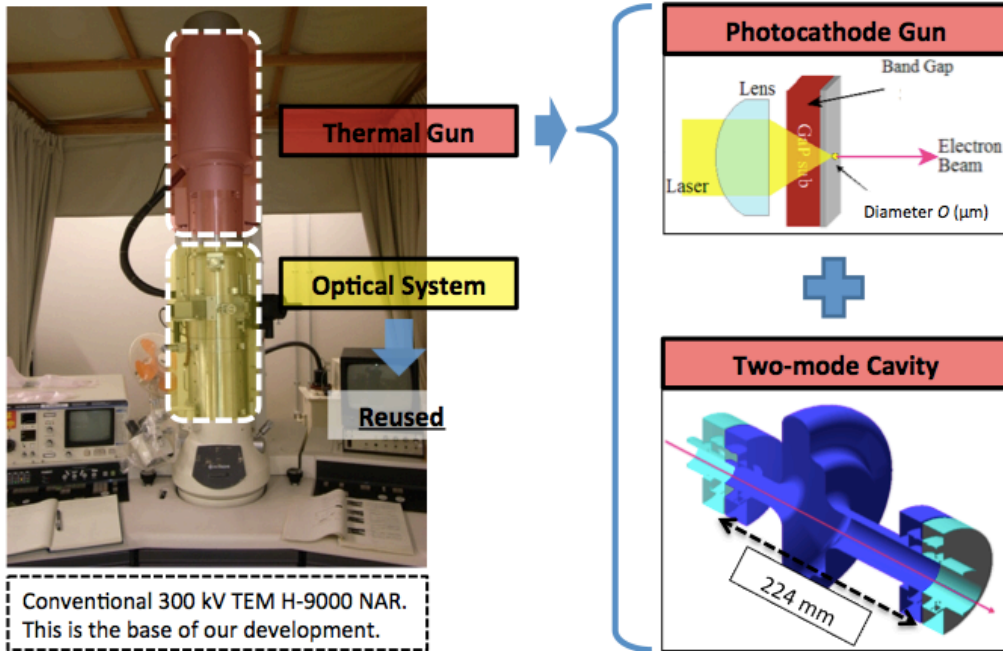 Thermal Gun
Optical System
Reused
Conventional 300 kV TEM H-9000 NAR.
This is the base of our development.
Photocathode Gun
Band Gap
Lens
GaP sub
Laser
Electron
Beam
Diameter O (µm)
Two-mode Cavity
224 mm